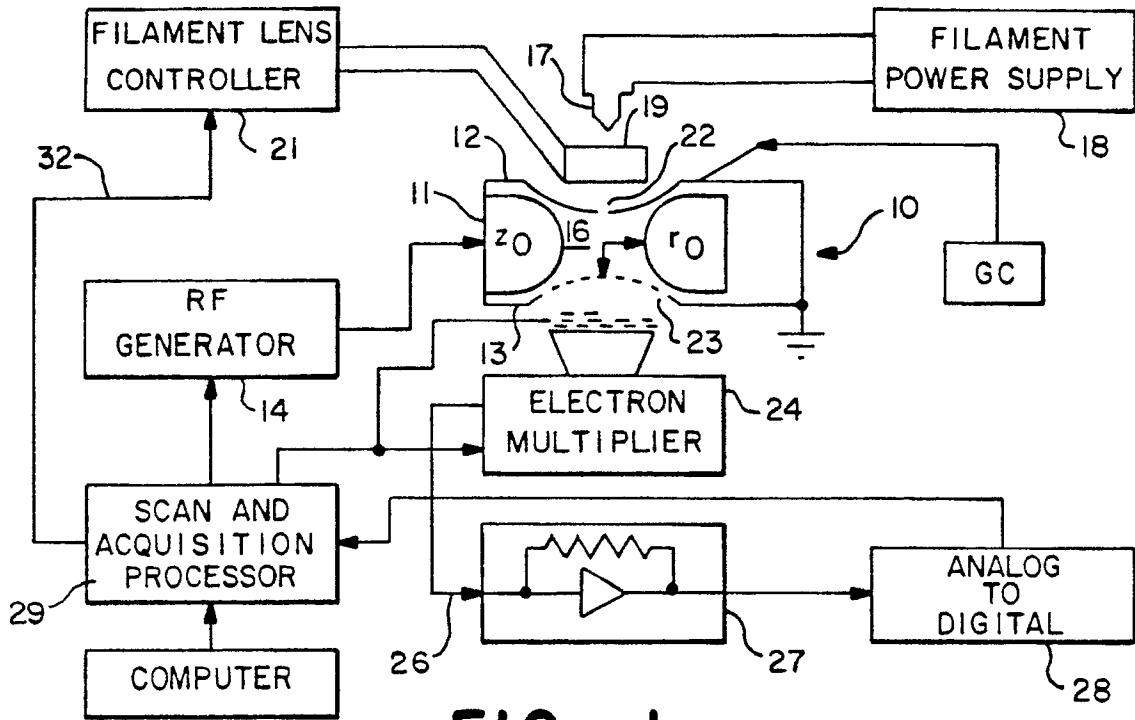 FILAMENT LENS
CONTROLLER
21
32
17
FILAMENT
POWER SUPPLY
18
19
22
12
11
z0
16
r0
10
GC
RF
GENERATOR
14
13
23
ELECTRON
MULTIPLIER
24
SCAN AND
ACQUISITION
PROCESSOR
29
26
27
ANALOG
TO
DIGITAL
28
COMPUTER